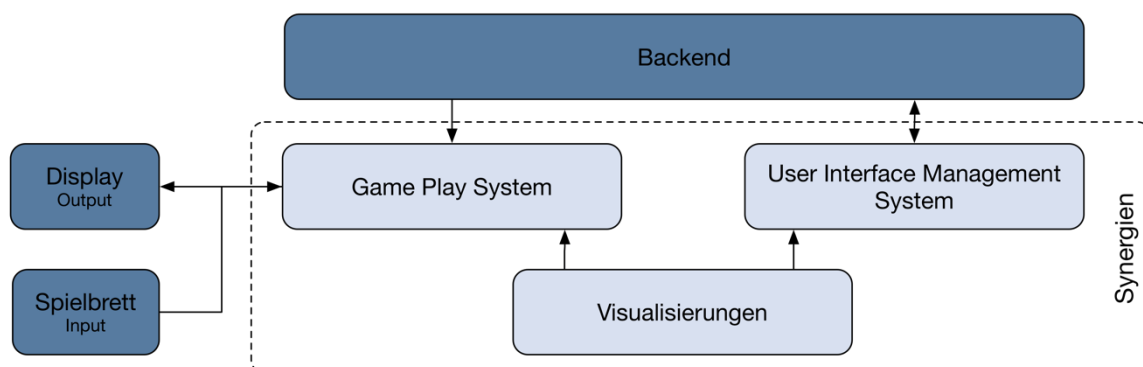 Backend
Display
Output
Game Play System
User Interface Management
System
Spielbrett
Input
Visualisierungen
Synergien